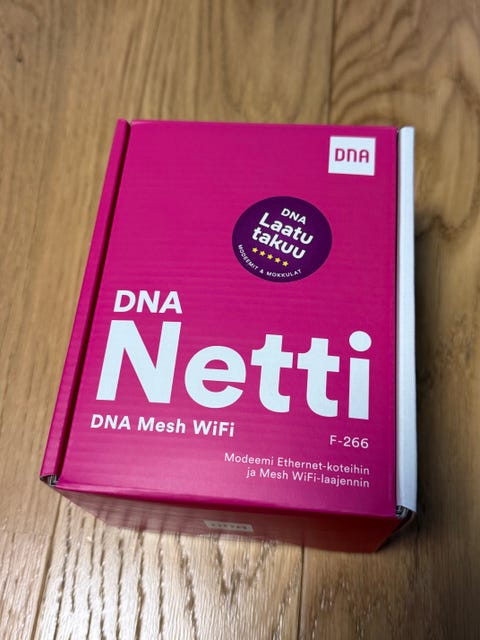 DNA
DNA
Laatu
takuu
MODEEMIT & MOKKULAT
DNA
Netti
DNA Mesh WiFi
F-266
Modeemi Ethernet-koteihin
ja Mesh WiFi-laajennin
DNA